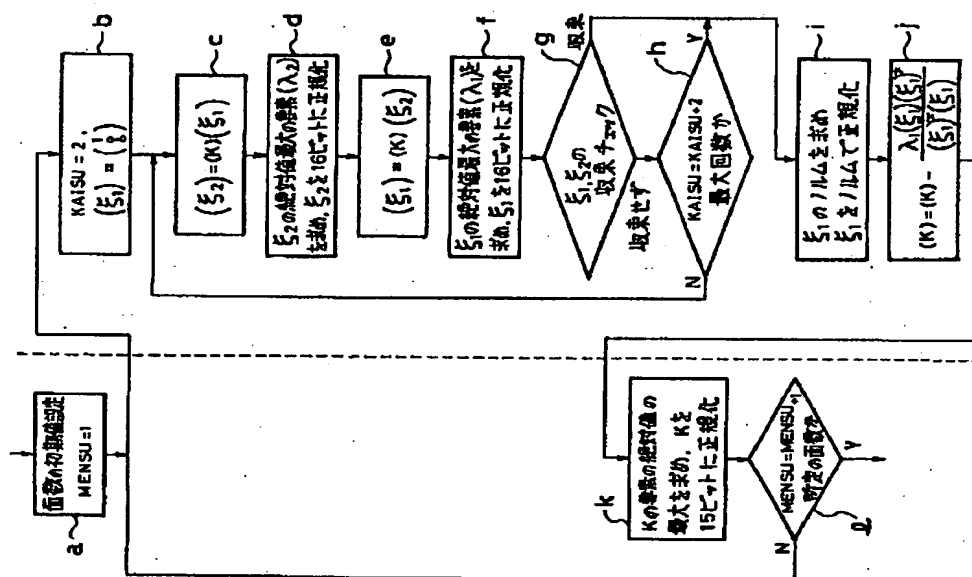 a
面数の初期値設定
MENSU=1
b
KAISU = 2,
(ξ1) = (1 0)
c
(ξ2)=(K)(ξ1)
d
ξ2の絶対値最大の要素(λ2)
を求め、ξ2を16ビットに正規化
e
(ξ1) = (K) (ξ2)
f
ξ1の絶対値最大の要素(λ1)を
求め、ξ1を16ビットに正規化
g
ξ1,ξ2の
収束チェック
収束
収束せず
h
KAISU=KAISU+2
最大回数か
Y
N
i
ξ1のノルムを求め
ξ1をノルムで正規化
j
(K)=(K)- λ1(ξ1)(ξ1)T / (ξ1)T(ξ1)
k
Kの要素の絶対値の
最大を求め、Kを
15ビットに正規化
l
MENSU=MENSU+1
所定の面数か
Y
N